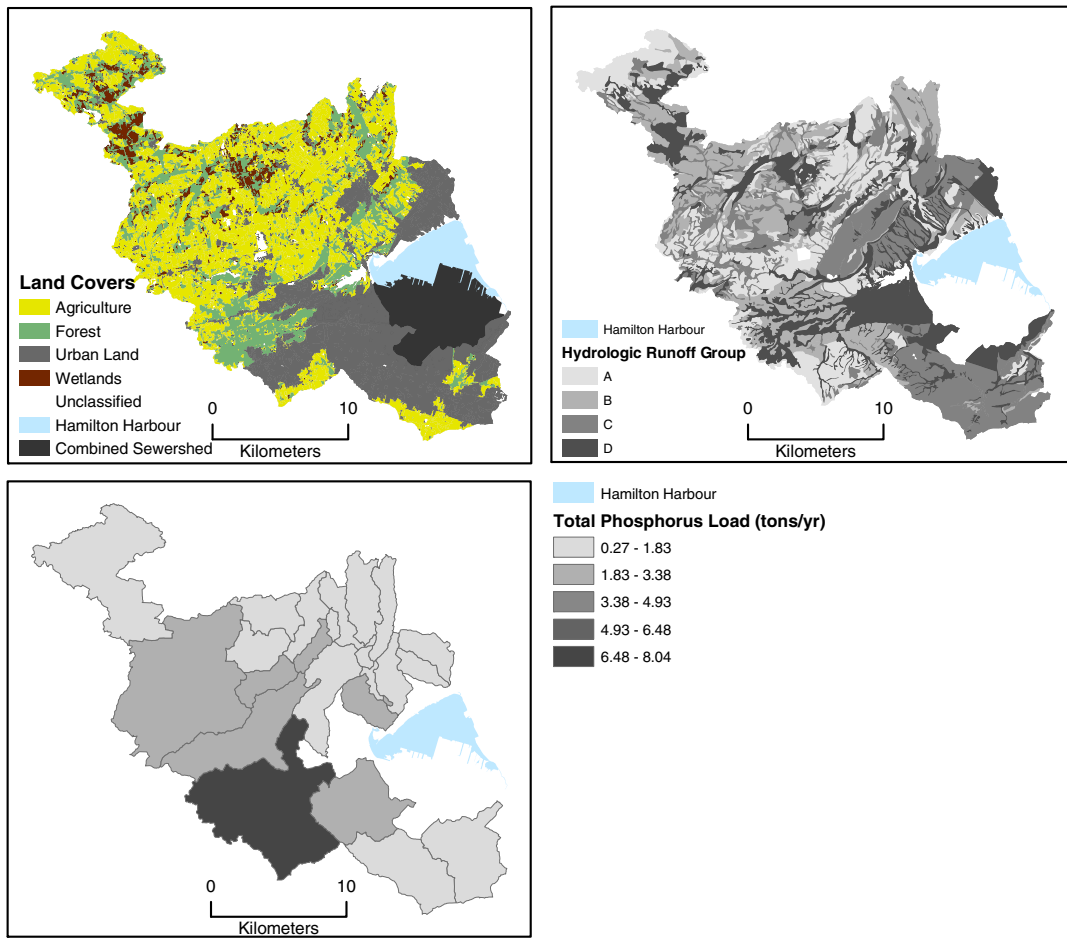 Land Covers
Agriculture
Forest
Urban Land
Wetlands
Unclassified
Hamilton Harbour
Combined Sewershed
0 10
Kilometers
Hamilton Harbour
Hydrologic Runoff Group
A
B
C
D
0 10
Kilometers
0 10
Kilometers
Hamilton Harbour
Total Phosphorus Load (tons/yr)
0.27 - 1.83
1.83 - 3.38
3.38 - 4.93
4.93 - 6.48
6.48 - 8.04